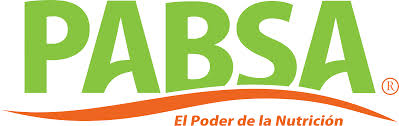 PABSA®
El Poder de la Nutrición